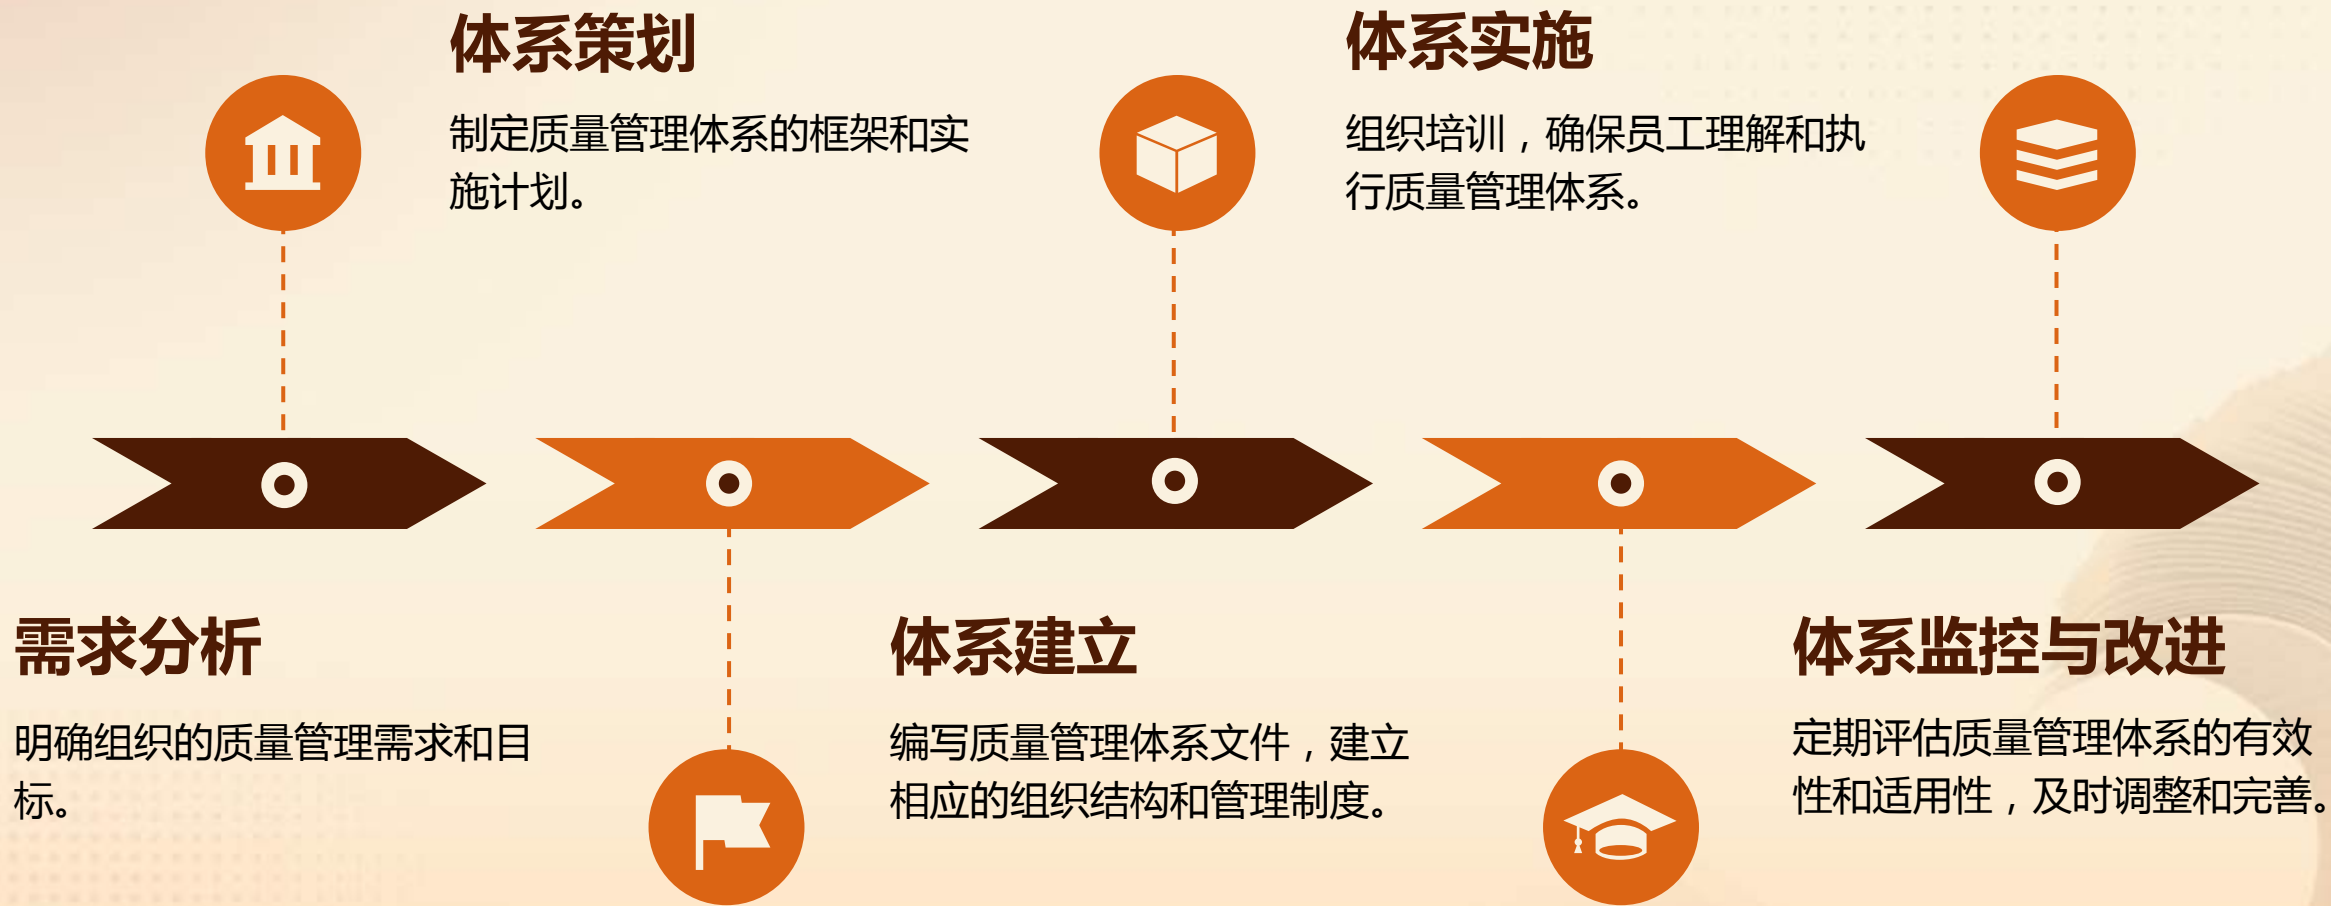 体系策划
制定质量管理体系的框架和实
施计划。
体系实施
组织培训，确保员工理解和执
行质量管理体系。
需求分析
明确组织的质量管理需求和目
标。
体系建立
编写质量管理体系文件，建立
相应的组织结构和管理制度。
体系监控与改进
定期评估质量管理体系的有效
性和适用性，及时调整和完善。